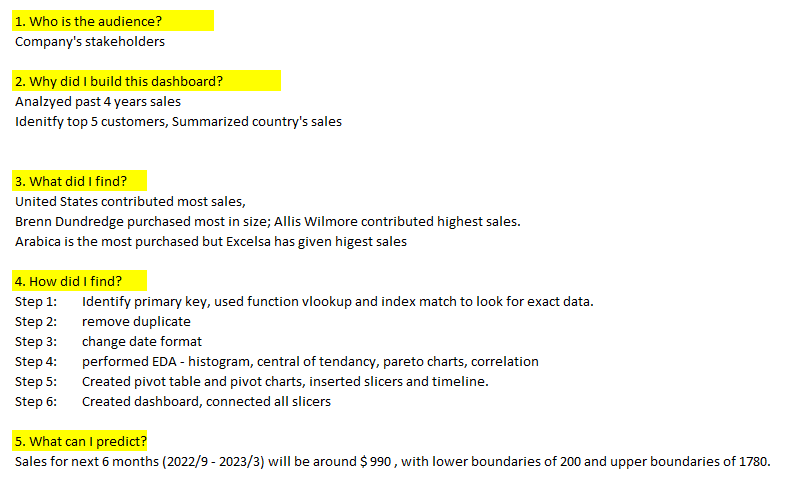 1. Who is the audience?
Company's stakeholders
2. Why did I build this dashboard?
Analzyed past 4 years sales
Idenitfy top 5 customers, Summarized country's sales
3. What did I find?
United States contributed most sales,
Brenn Dundredge purchased most in size; Allis Wilmore contributed highest sales.
Arabica is the most purchased but Excelsa has given higest sales
4. How did I find?
Step 1: Identify primary key, used function vlookup and index match to look for exact data.
Step 2: remove duplicate
Step 3: change date format
Step 4: performed EDA - histogram, central of tendancy, pareto charts, correlation
Step 5: Created pivot table and pivot charts, inserted slicers and timeline.
Step 6: Created dashboard, connected all slicers
5. What can I predict?
Sales for next 6 months (2022/9 - 2023/3) will be around $ 990 , with lower boundaries of 200 and upper boundaries of 1780.